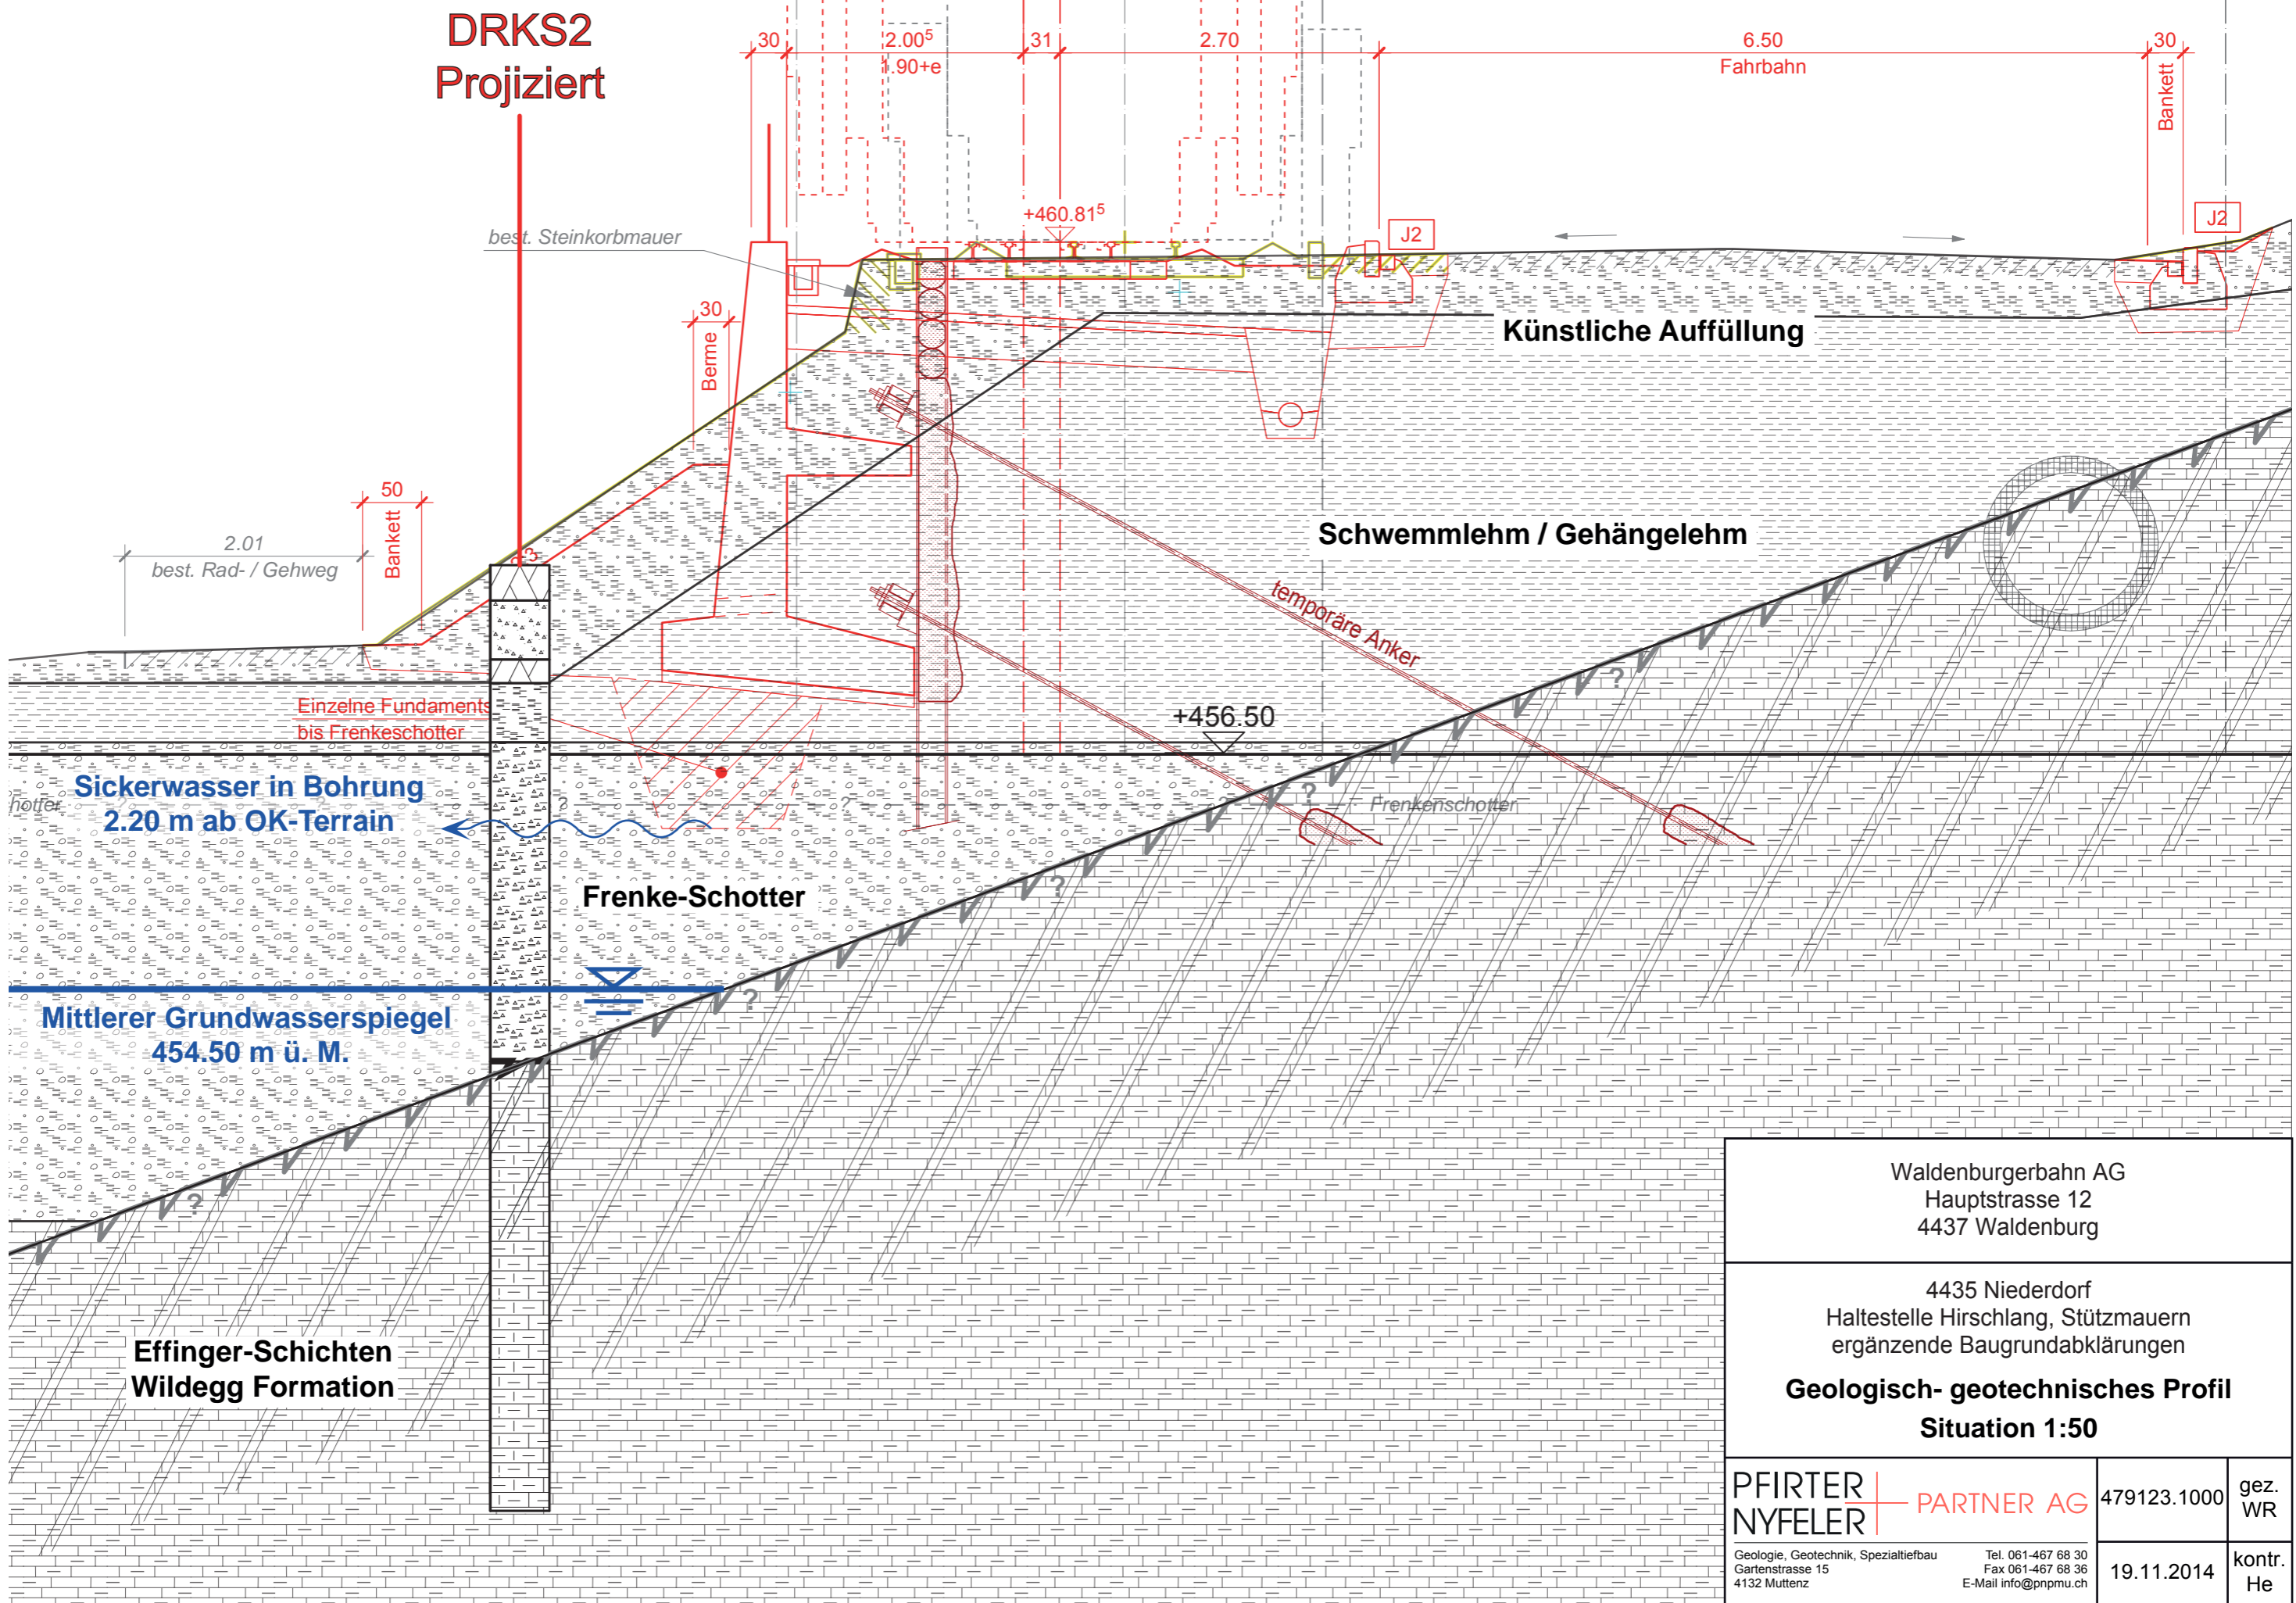 DRKS2
Projiziert
30
2.00⁵
31
2.70
6.50
30
1.90+e
Fahrbahn
Bankett
+460.81⁵
J2
J2
best. Steinkorbmauer
30
Berme
Künstliche Auffüllung
50
Bankett
2.01
best. Rad- / Gehweg
Schwemmlehm / Gehängelehm
temporäre Anker
?
Einzelne Fundaments
bis Frenkeschotter
+456.50
Sickerwasser in Bohrung
2.20 m ab OK-Terrain
hotter
?
?
?
Frenkenschotter
Frenke-Schotter
?
?
Mittlerer Grundwasserspiegel
454.50 m ü. M.
?
Effinger-Schichten
Wildegg Formation
Waldenburgerbahn AG
Hauptstrasse 12
4437 Waldenburg
4435 Niederdorf
Haltestelle Hirschlang, Stützmauern
ergänzende Baugrundabklärungen
Geologisch- geotechnisches Profil
Situation 1:50
PFIRTER
NYFELER
PARTNER AG
479123.1000
gez.
WR
Geologie, Geotechnik, Spezialtiefbau
Gartenstrasse 15
4132 Muttenz
Tel. 061-467 68 30
Fax 061-467 68 36
E-Mail info@pnpmu.ch
19.11.2014
kontr.
He